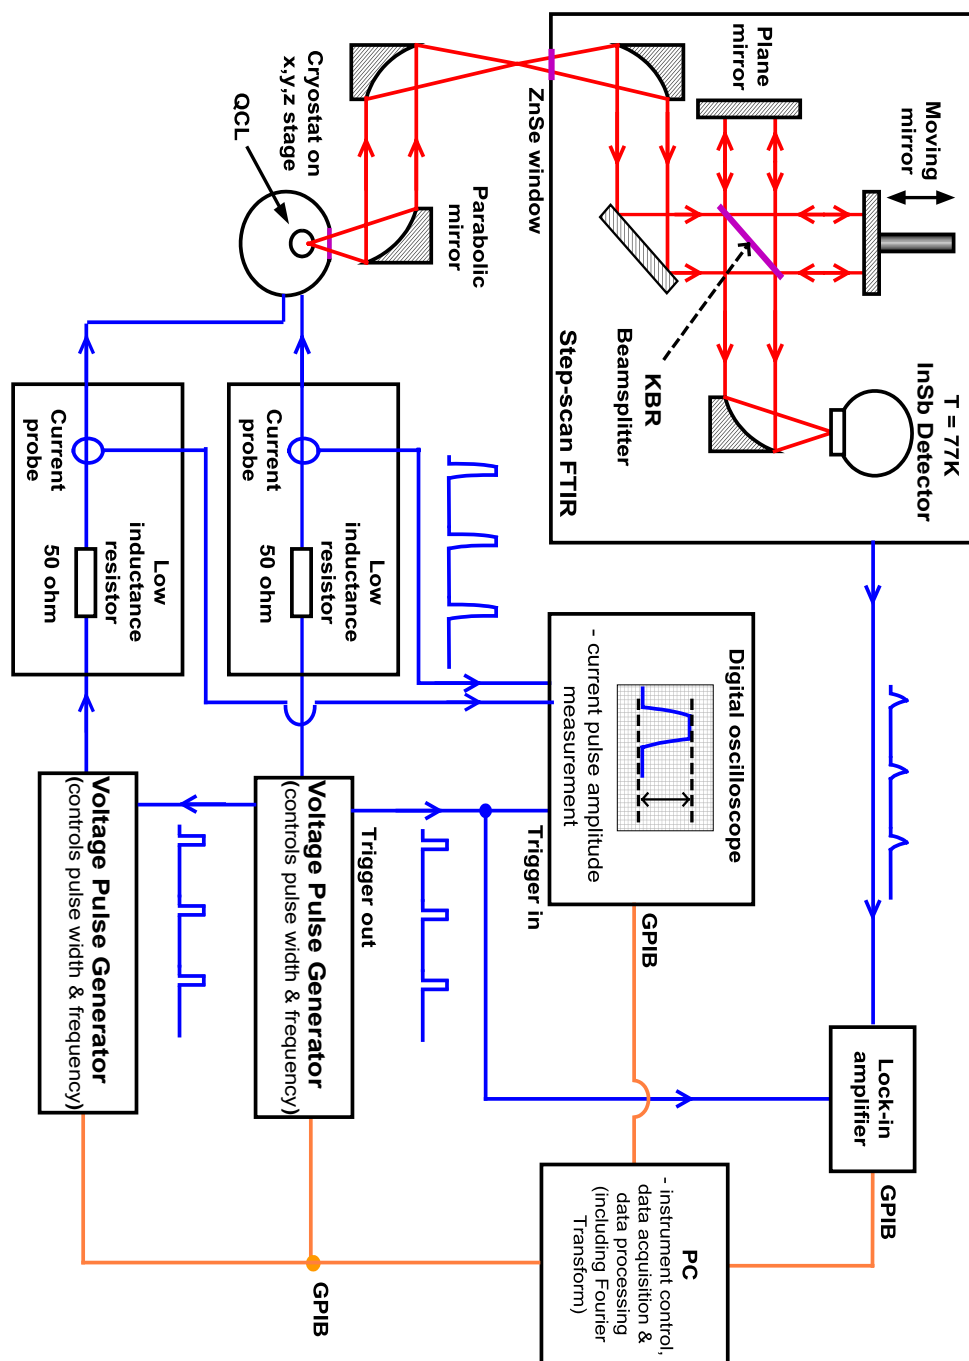 Moving
mirror
Plane
mirror
T = 77K
InSb Detector
KBR
Beamsplitter
ZnSe window
Step-scan FTIR
Parabolic
mirror
Cryostat on
x,y,z stage
QCL
Current
probe
Low
inductance
resistor
50 ohm
Current
probe
Low
inductance
resistor
50 ohm
Digital oscilloscope
- current pulse amplitude
measurement
Trigger in
Trigger out
Voltage Pulse Generator
(controls pulse width & frequency)
Voltage Pulse Generator
(controls pulse width & frequency)
Lock-in
amplifier
GPIB
GPIB
GPIB
PC
- instrument control,
data acquisition &
data processing
(including Fourier
Transform)